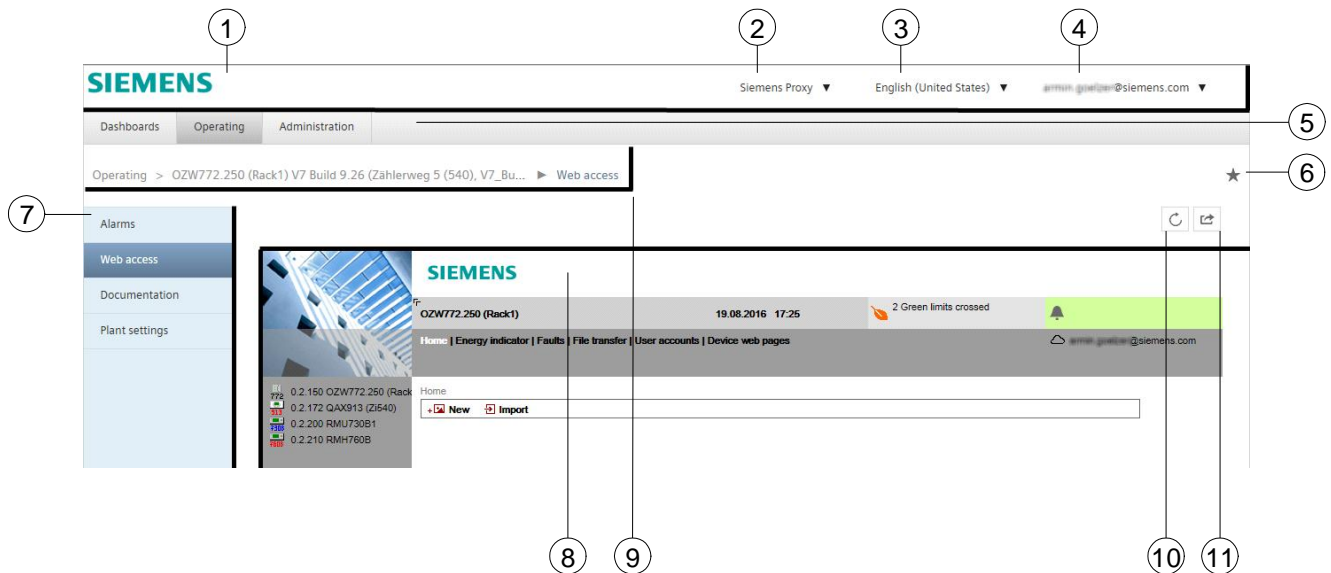 1 2 3 4
SIEMENS
Siemens Proxy ▼ English (United States) ▼ @siemens.com ▼
Dashboards Operating Administration
5
Operating > OZW772.250 (Rack1) V7 Build 9.26 (Zählerweg 5 (540), V7_Bu... ► Web access
6
7
Alarms
Web access
Documentation
Plant settings
SIEMENS
OZW772.250 (Rack1) 19.08.2016 17:25 2 Green limits crossed
Home | Energy indicator | Faults | File transfer | User accounts | Device web pages @siemens.com
772 0.2.150 OZW772.250 (Rack
913 0.2.172 QAX913 (Zi540)
0.2.200 RMU730B1
0.2.210 RMH760B
Home
New Import
8 9 10 11